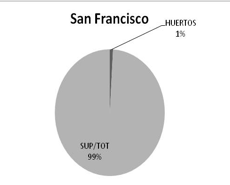 San Francisco
HUERTOS
1%
SUP/TOT
99%